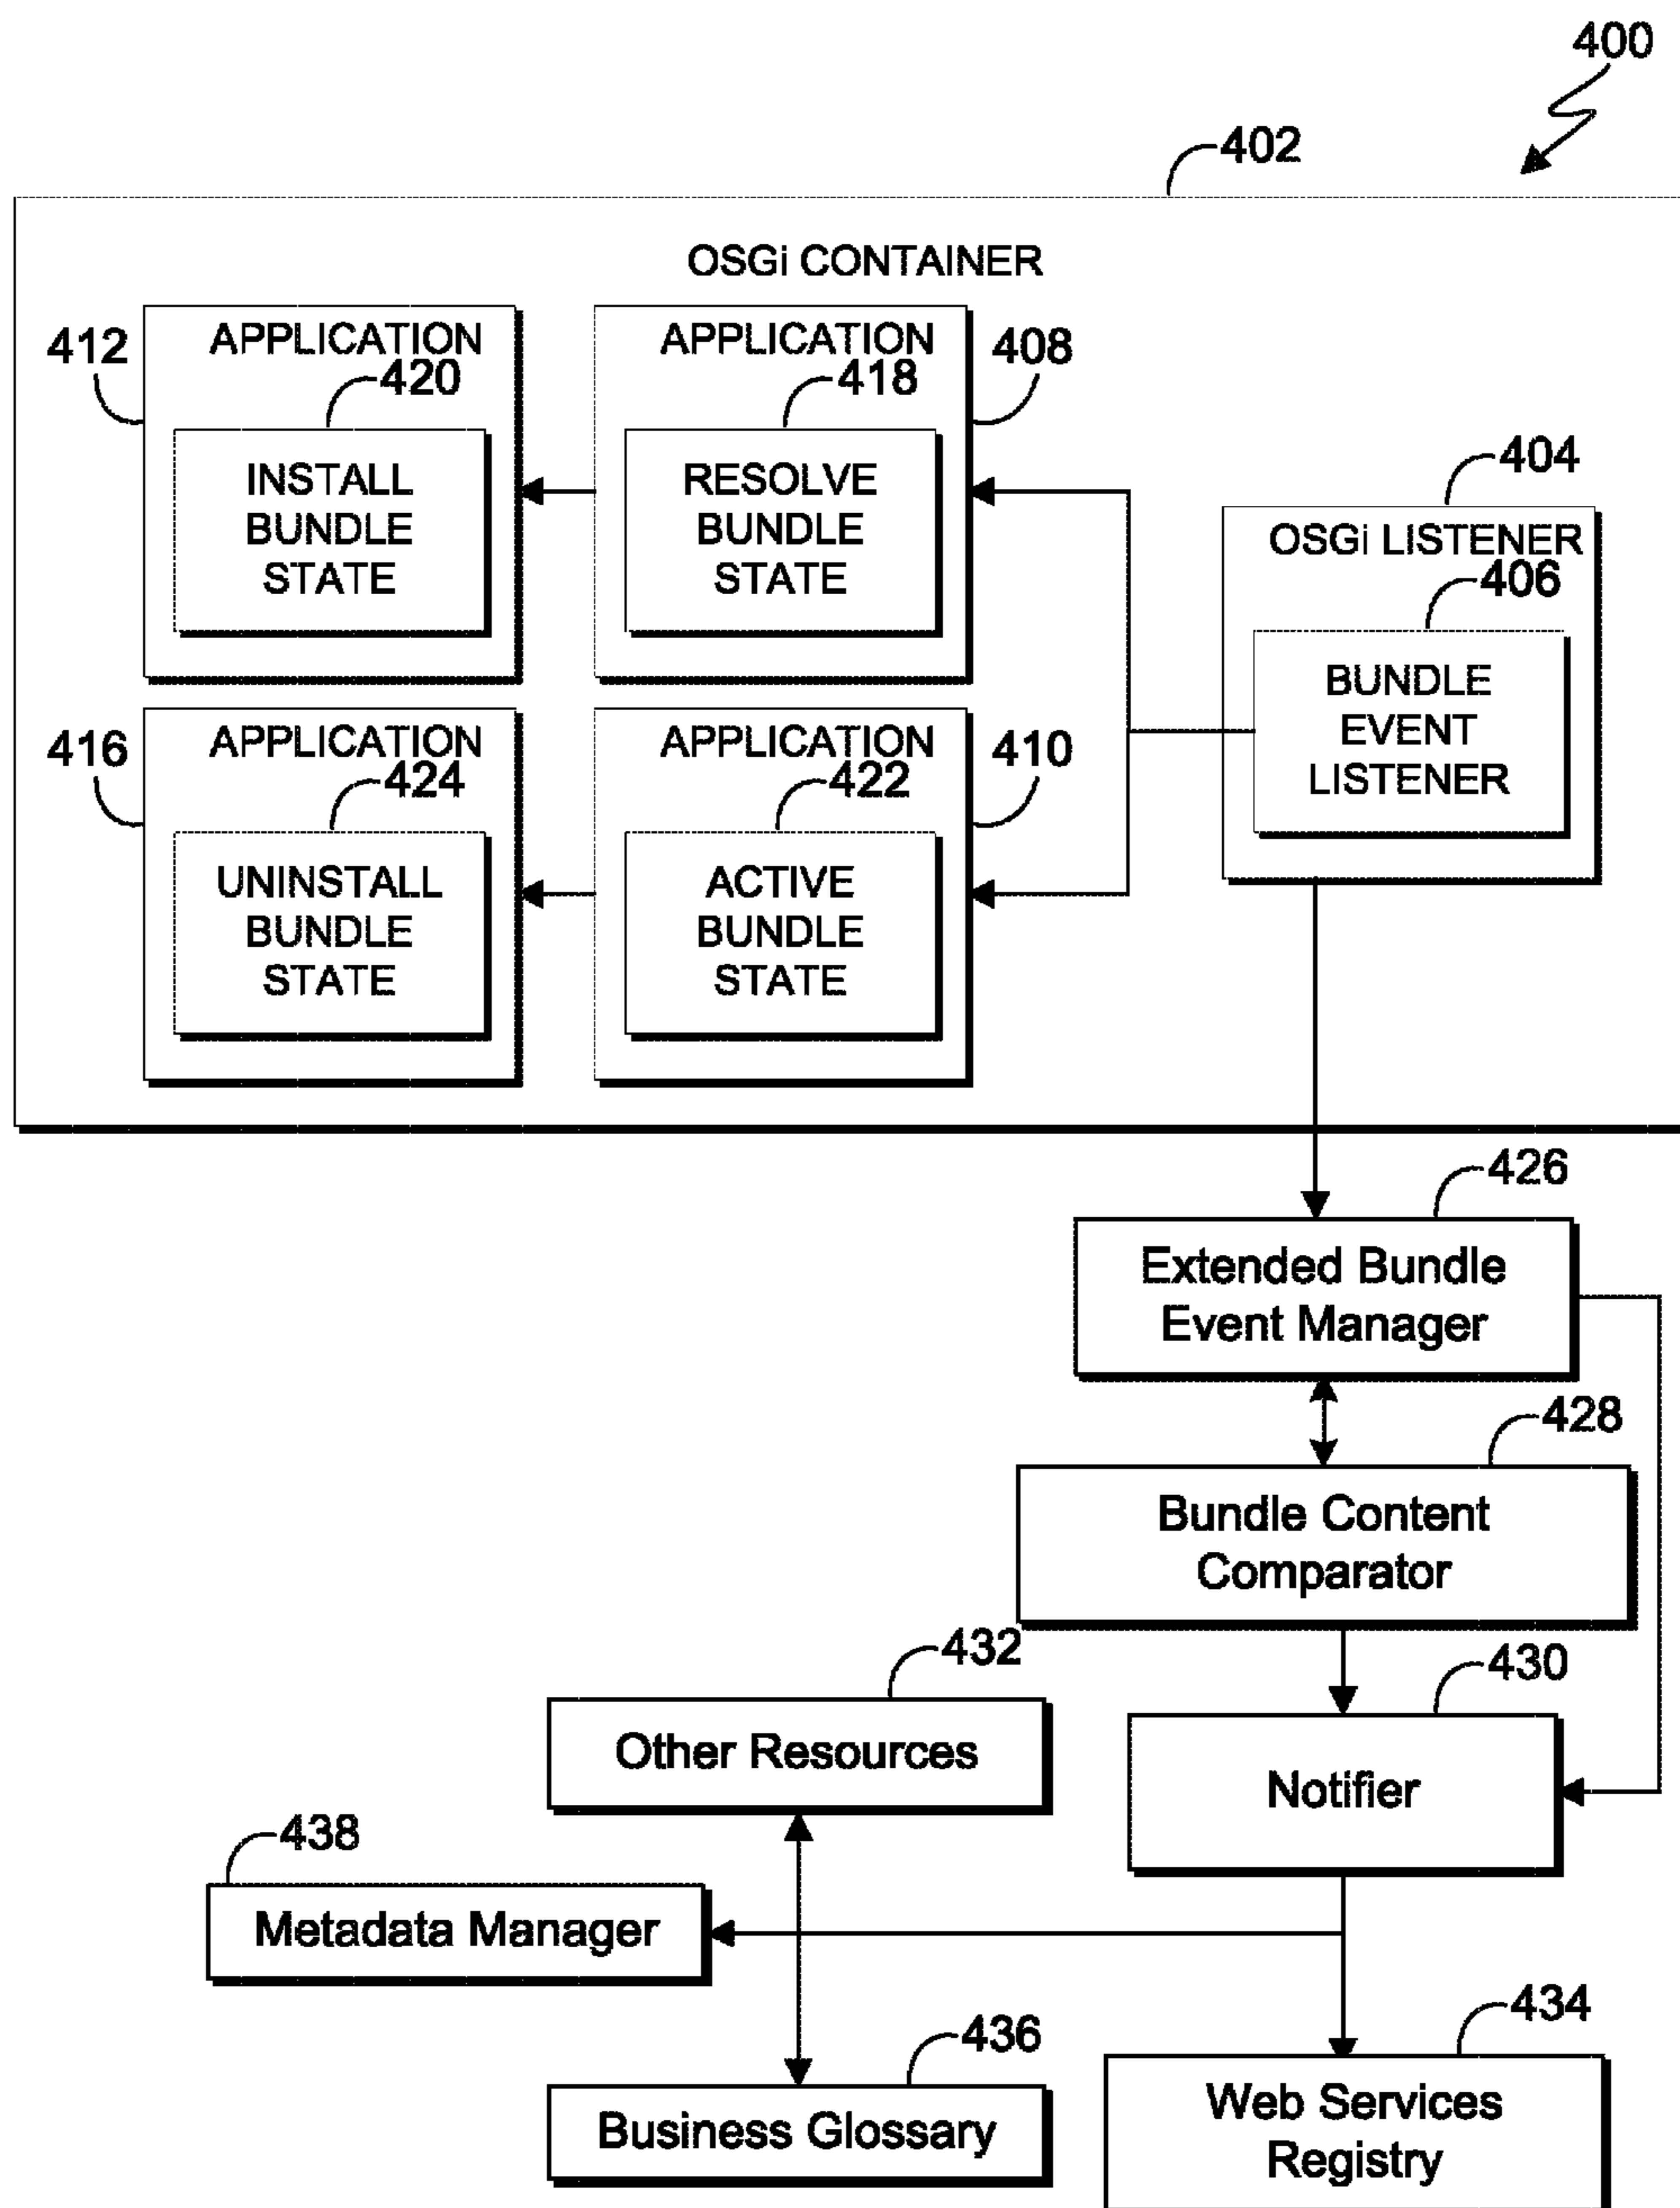 400
402
OSGi CONTAINER
412
APPLICATION
420
INSTALL
BUNDLE
STATE
APPLICATION
418
408
RESOLVE
BUNDLE
STATE
404
OSGi LISTENER
406
BUNDLE
EVENT
LISTENER
416
APPLICATION
424
UNINSTALL
BUNDLE
STATE
APPLICATION
422
410
ACTIVE
BUNDLE
STATE
426
Extended Bundle
Event Manager
428
Bundle Content
Comparator
432
Other Resources
430
Notifier
438
Metadata Manager
436
Business Glossary
434
Web Services
Registry